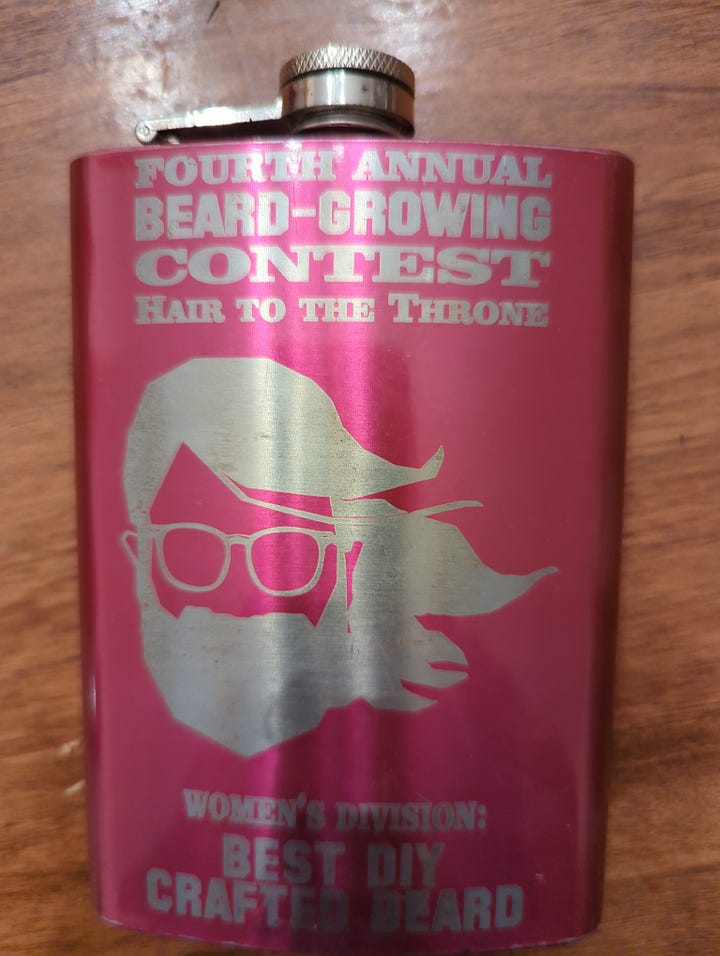 FOURTH ANNUAL
BEARD-GROWING
CONTEST
HAIR TO THE THRONE
WOMEN'S DIVISION:
BEST DIY
CRAFTED BEARD